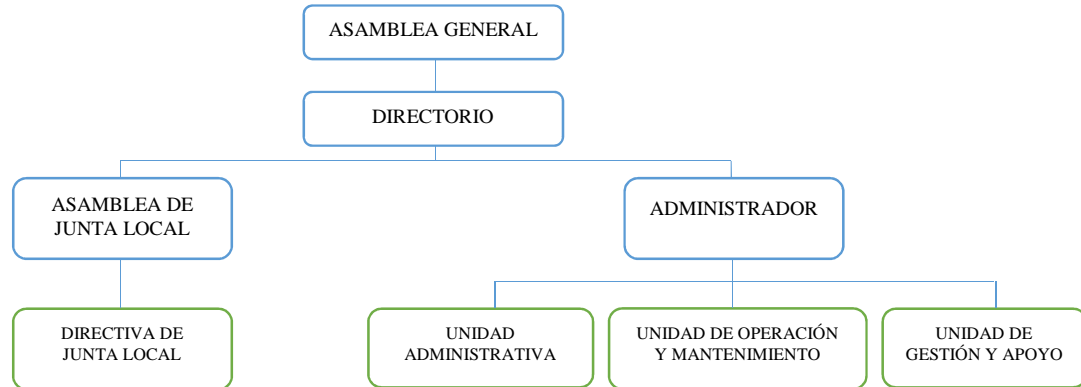 ASAMBLEA GENERAL
DIRECTORIO
ASAMBLEA DE
JUNTA LOCAL
ADMINISTRADOR
DIRECTIVA DE
JUNTA LOCAL
UNIDAD
ADMINISTRATIVA
UNIDAD DE OPERACIÓN
Y MANTENIMIENTO
UNIDAD DE
GESTIÓN Y APOYO